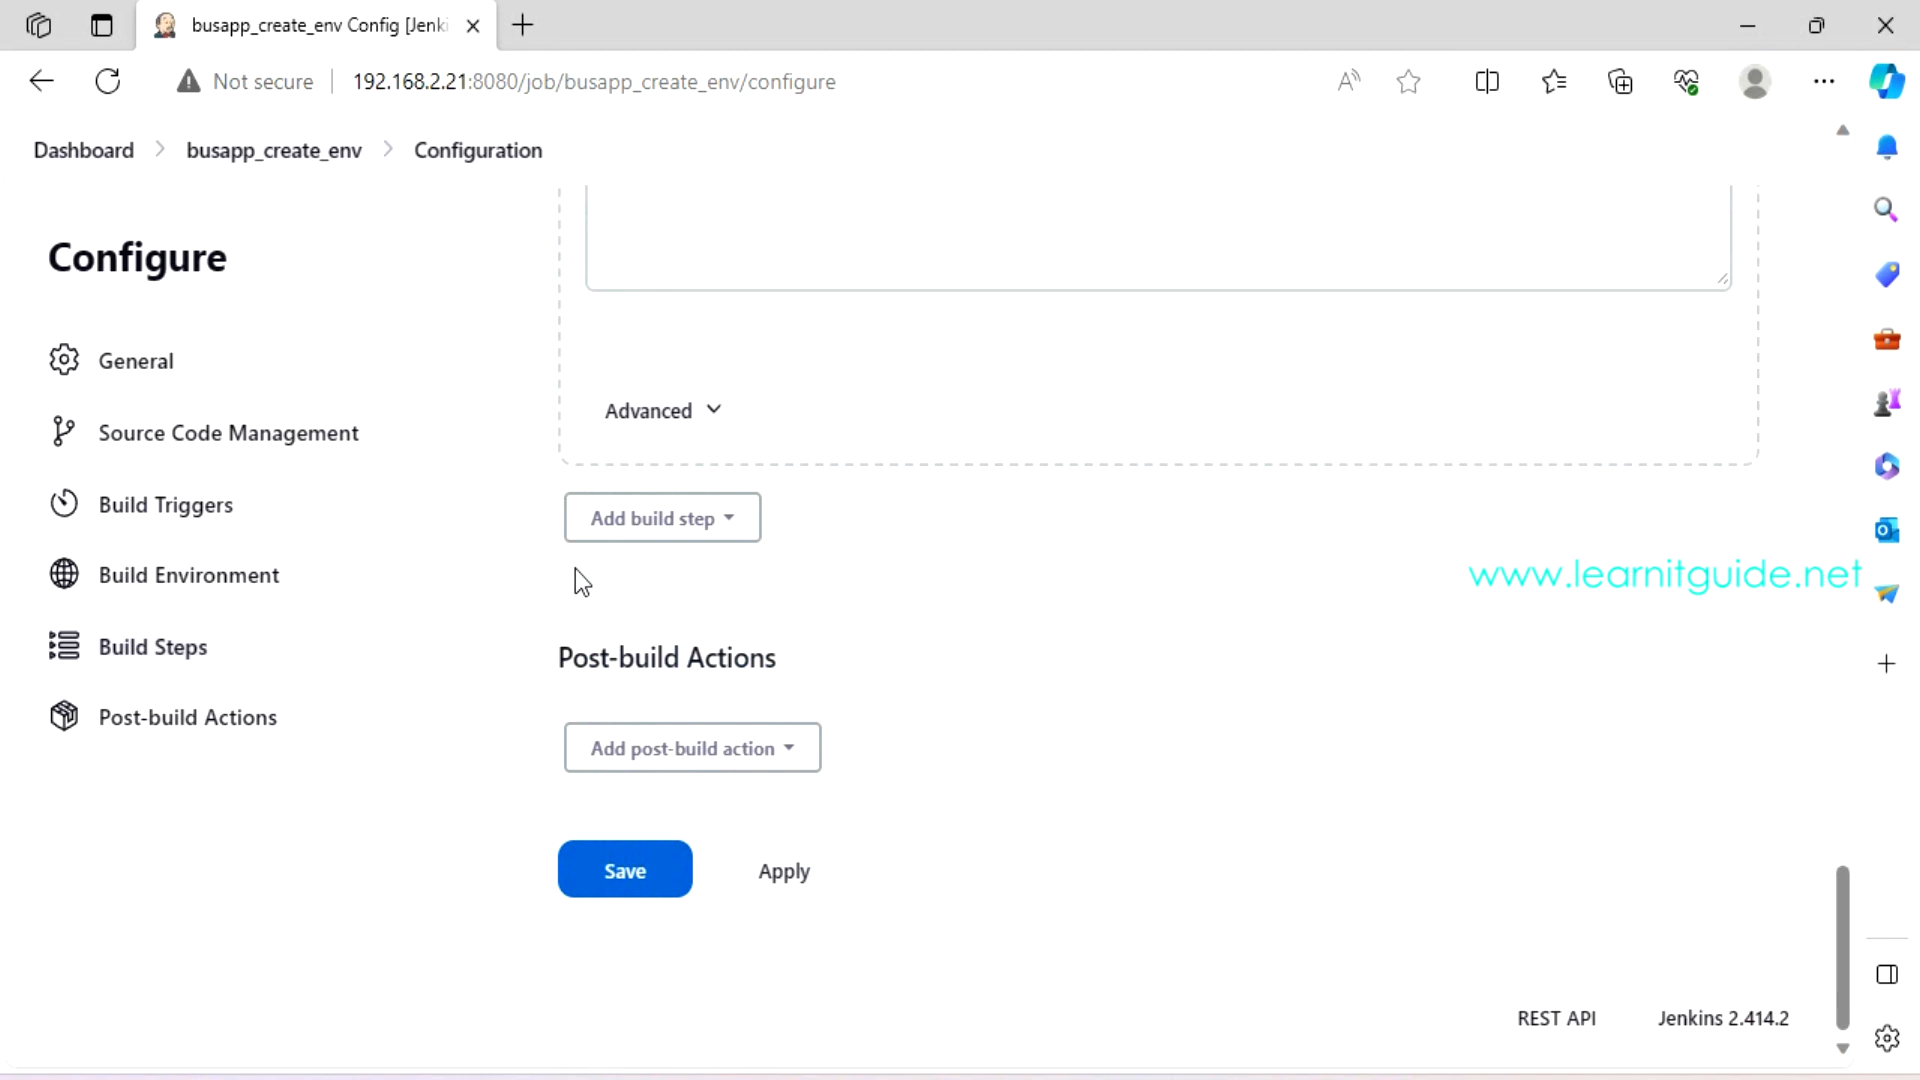 busapp_create_env Config [Jenki
Not secure
192.168.2.21:8080/job/busapp_create_env/configure
Dashboard
busapp_create_env
Configuration
Configure
General
Source Code Management
Build Triggers
Build Environment
Build Steps
Post-build Actions
Advanced
Add build step
www.learnitguide.net
Post-build Actions
Add post-build action
Save
Apply
REST API
Jenkins 2.414.2